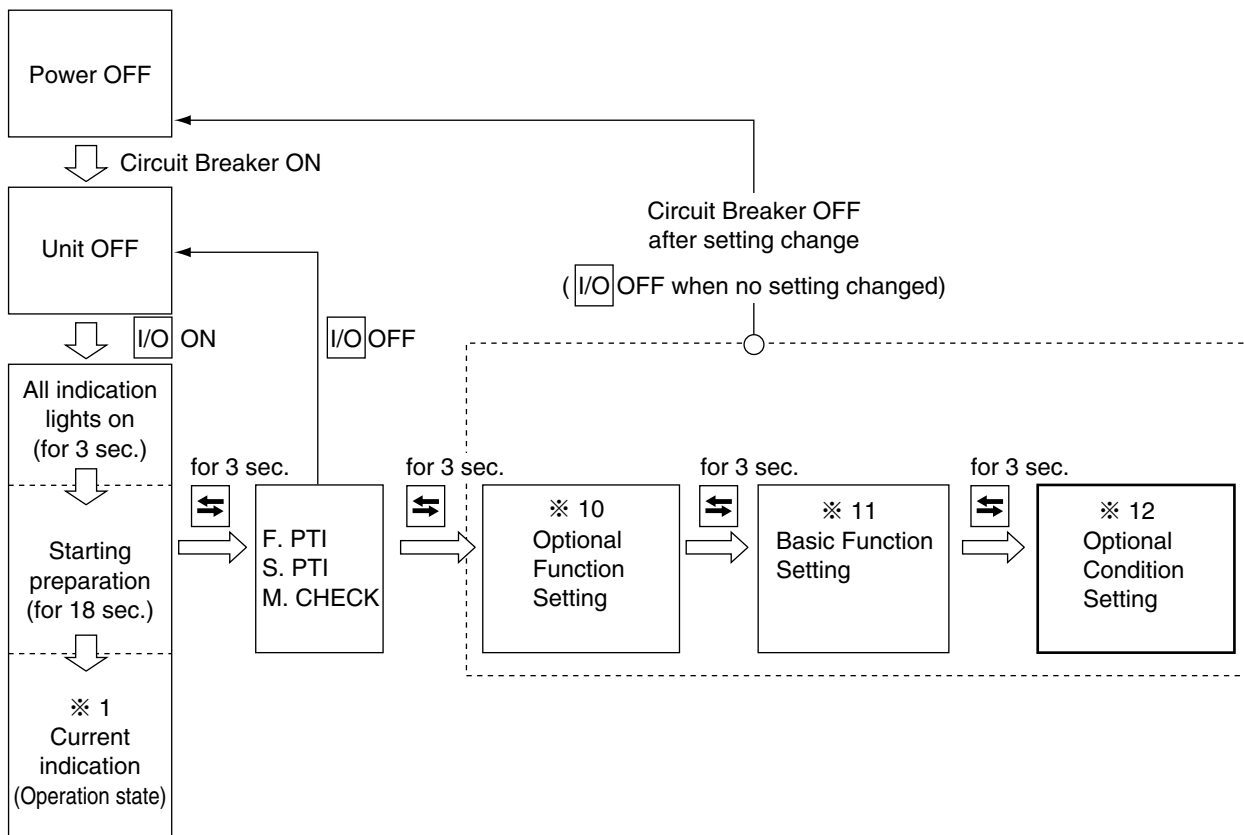 Power OFF
Circuit Breaker ON
Unit OFF
Circuit Breaker OFF
after setting change
( I/O OFF when no setting changed)
I/O ON
I/O OFF
All indication
lights on
(for 3 sec.)
for 3 sec.
for 3 sec.
for 3 sec.
for 3 sec.
Starting
preparation
(for 18 sec.)
F. PTI
S. PTI
M. CHECK
※ 10
Optional
Function
Setting
※ 11
Basic Function
Setting
※ 12
Optional
Condition
Setting
※ 1
Current
indication
(Operation state)